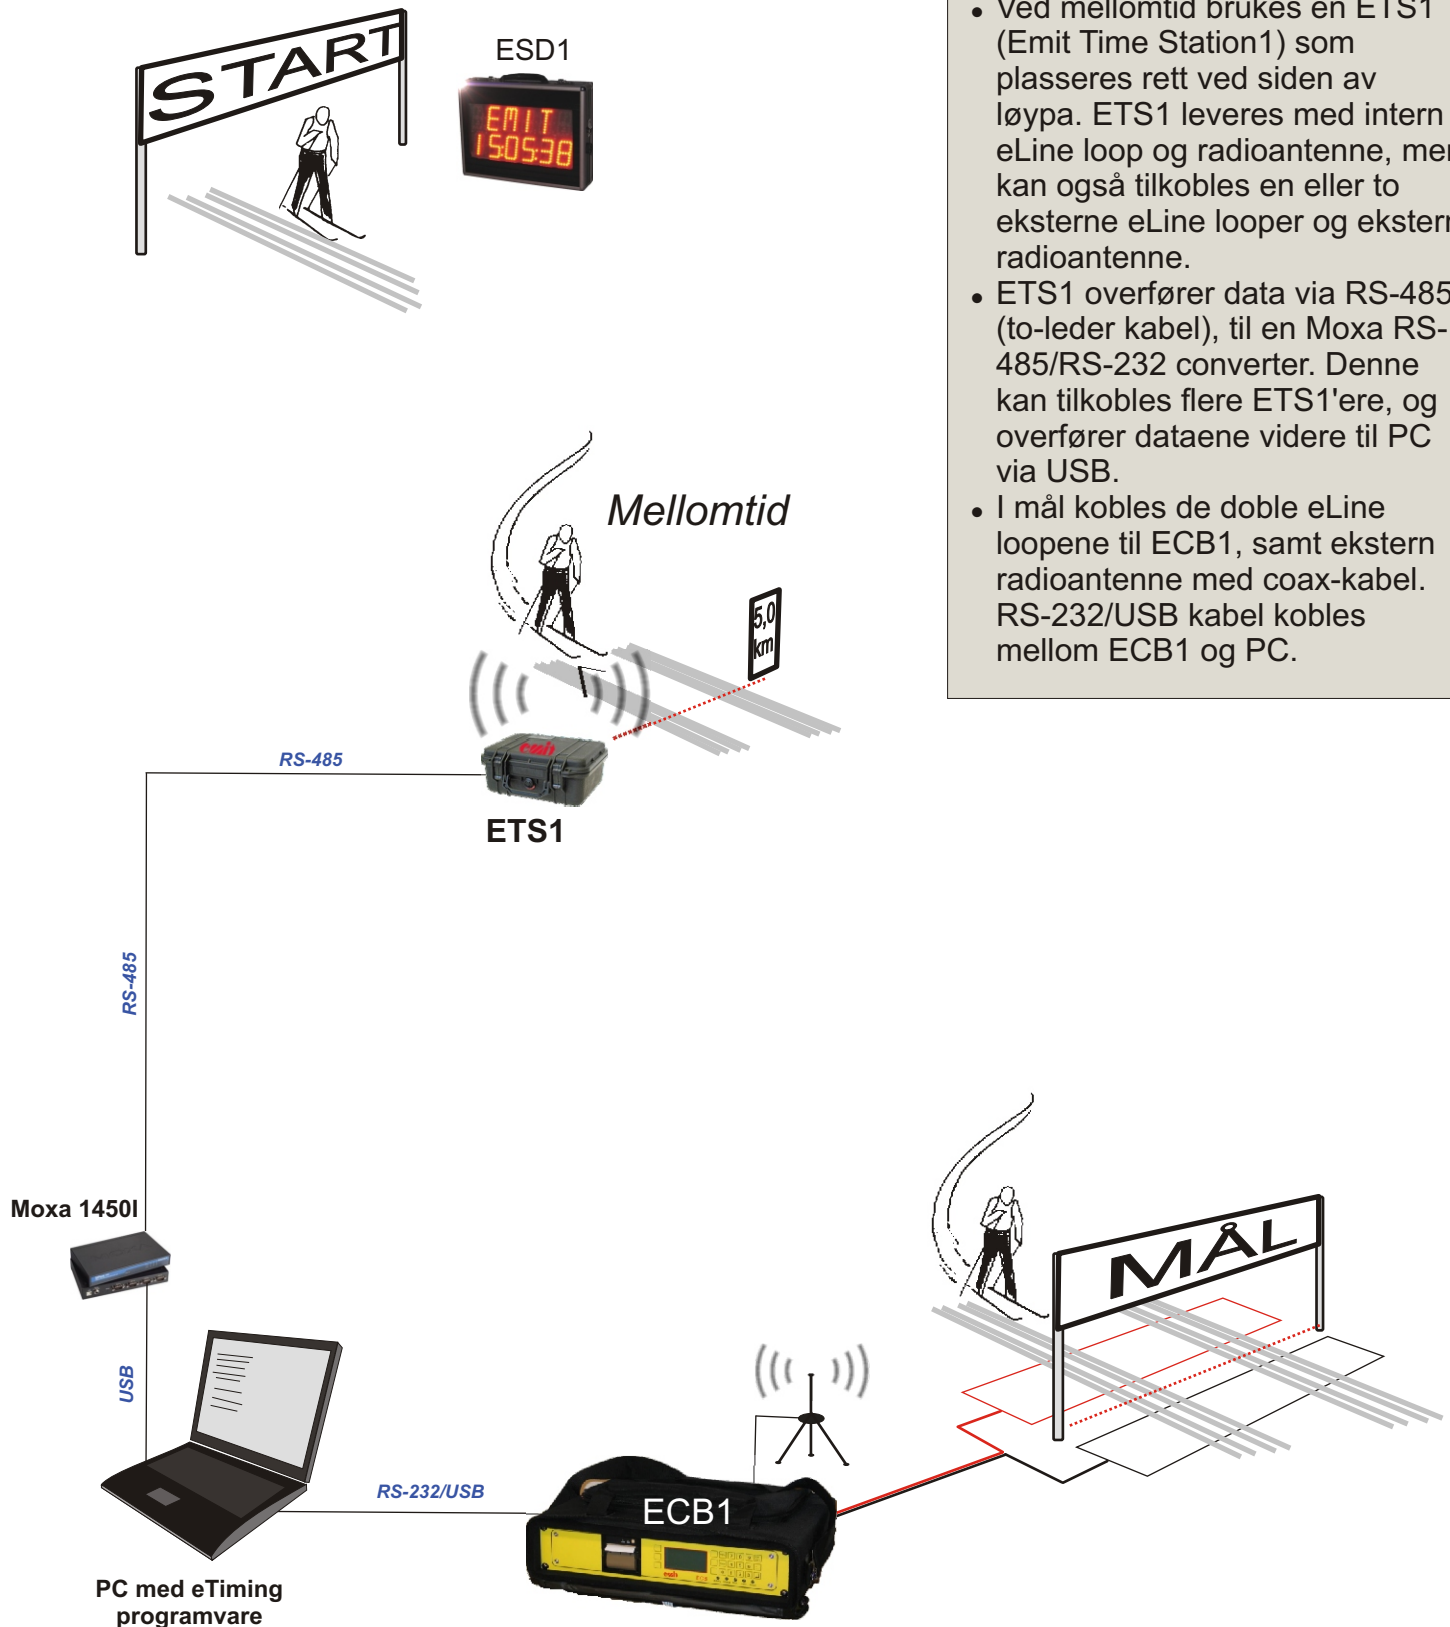 START
ESD1
EMIT
15:05:38
Ved mellomtid brukes en ETS1
(Emit Time Station1) som
plasseres rett ved siden av
løypa. ETS1 leveres med intern
eLine loop og radioantenne, men
kan også tilkobles en eller to
eksterne eLine looper og ekstern
radioantenne.
ETS1 overfører data via RS-485
(to-leder kabel), til en Moxa RS-
485/RS-232 converter. Denne
kan tilkobles flere ETS1'ere, og
overfører dataene videre til PC
via USB.
I mål kobles de doble eLine
loopene til ECB1, samt ekstern
radioantenne med coax-kabel.
RS-232/USB kabel kobles
mellom ECB1 og PC.
Mellomtid
5,0
km
RS-485
emit
ETS1
RS-485
Moxa 1450I
USB
MÅL
RS-232/USB
ECB1
emit
ECB
PC med eTiming
programvare